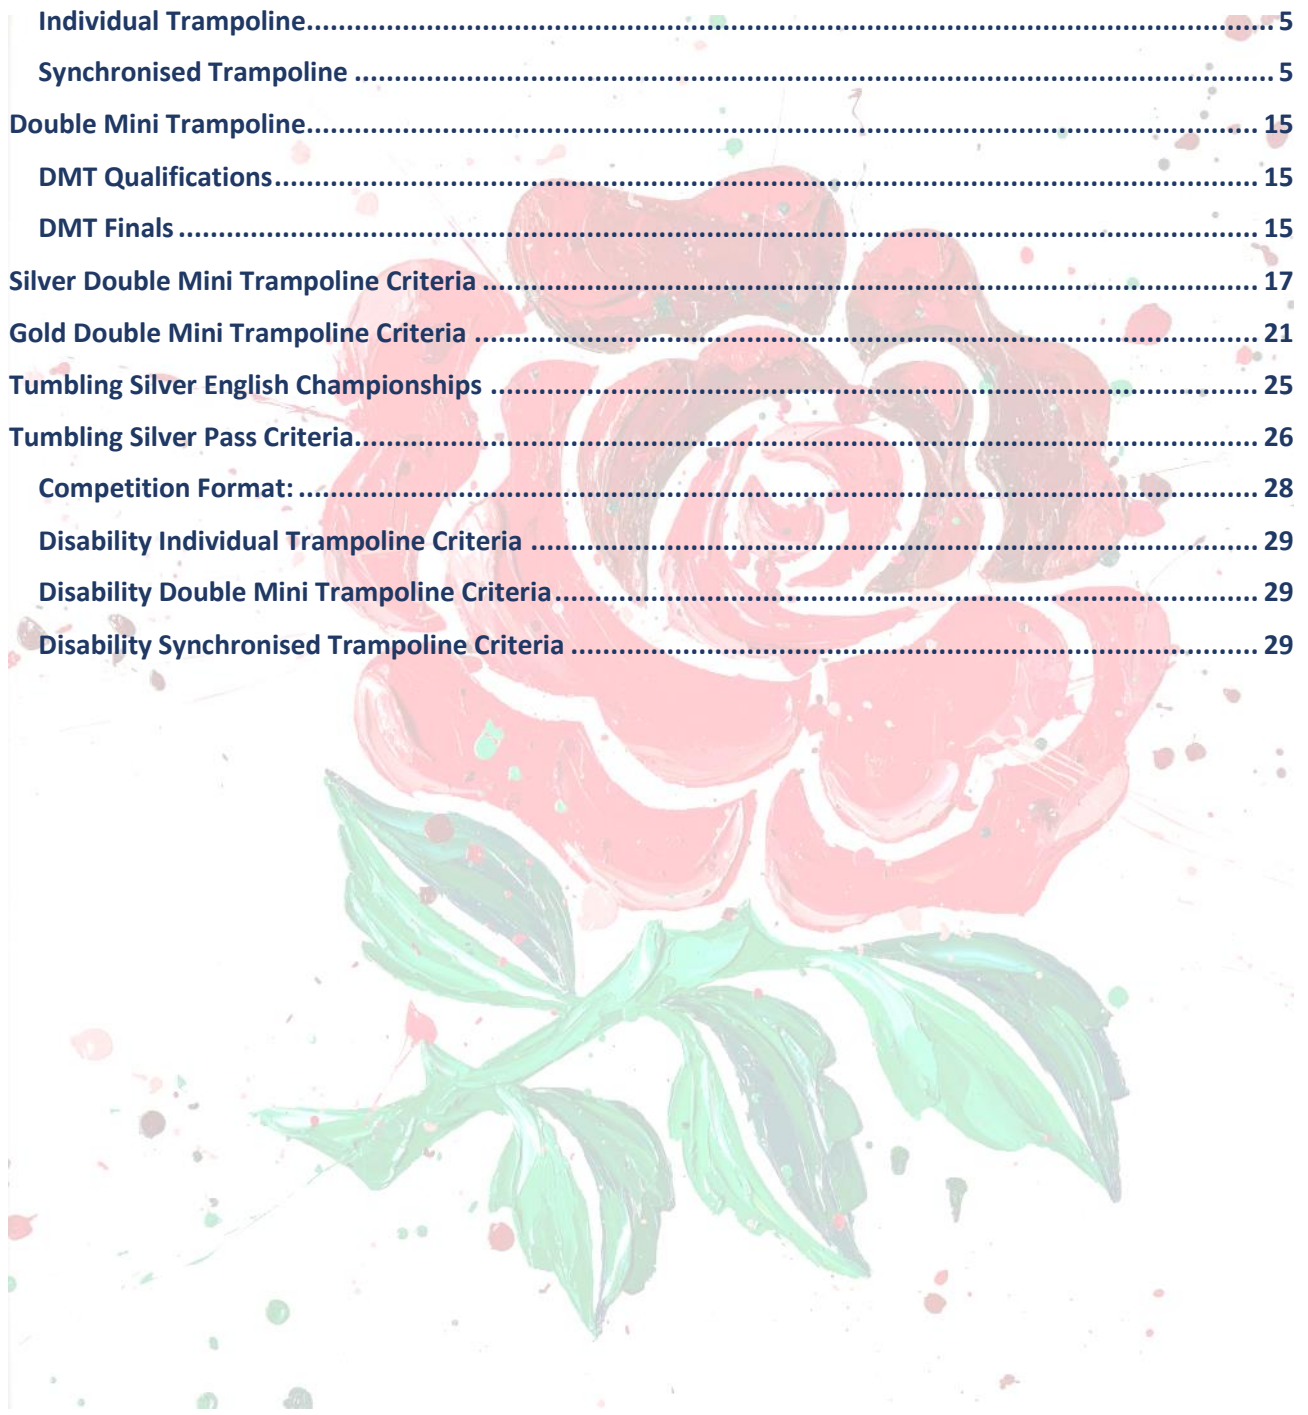 Individual Trampoline........................................................................................................................ 5
Synchronised Trampoline ................................................................................................................... 5
Double Mini Trampoline...................................................................................................................... 15
DMT Qualifications.......................................................................................................................... 15
DMT Finals ...................................................................................................................................... 15
Silver Double Mini Trampoline Criteria ................................................................................................ 17
Gold Double Mini Trampoline Criteria ................................................................................................. 21
Tumbling Silver English Championships ............................................................................................... 25
Tumbling Silver Pass Criteria................................................................................................................ 26
Competition Format: ....................................................................................................................... 28
Disability Individual Trampoline Criteria .......................................................................................... 29
Disability Double Mini Trampoline Criteria....................................................................................... 29
Disability Synchronised Trampoline Criteria ..................................................................................... 29